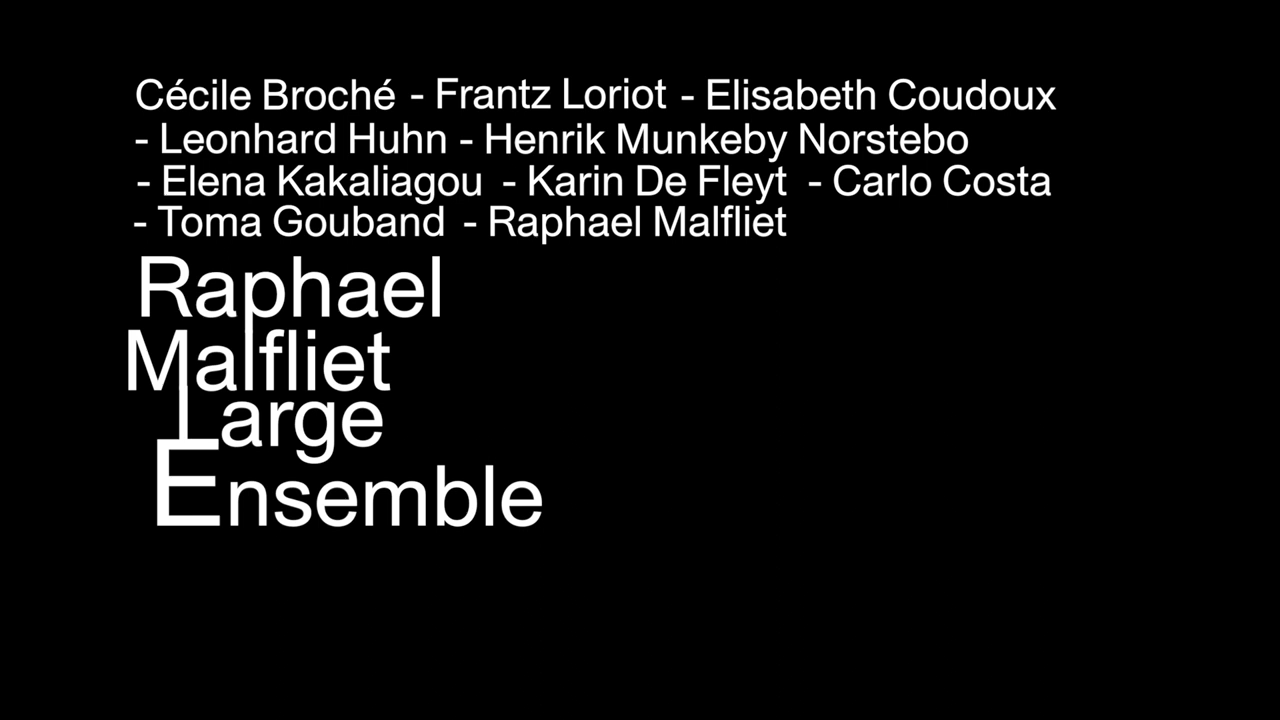 Cécile Broché - Frantz Loriot - Elisabeth Coudoux
- Leonhard Huhn - Henrik Munkeby Norstebo
- Elena Kakaliagou - Karin De Fleyt - Carlo Costa
- Toma Gouband - Raphael Malfliet
Raphael
Malfliet
Large
Ensemble